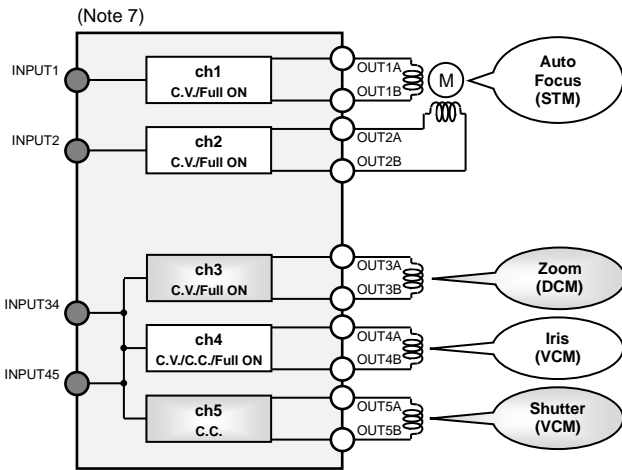 (Note 7)
INPUT1
ch1
C.V./Full ON
OUT1A
OUT1B
M
Auto
Focus
(STM)
INPUT2
ch2
C.V./Full ON
OUT2A
OUT2B
INPUT34
ch3
C.V./Full ON
OUT3A
OUT3B
Zoom
(DCM)
ch4
C.V./C.C./Full ON
OUT4A
OUT4B
Iris
(VCM)
INPUT45
ch5
C.C.
OUT5A
OUT5B
Shutter
(VCM)